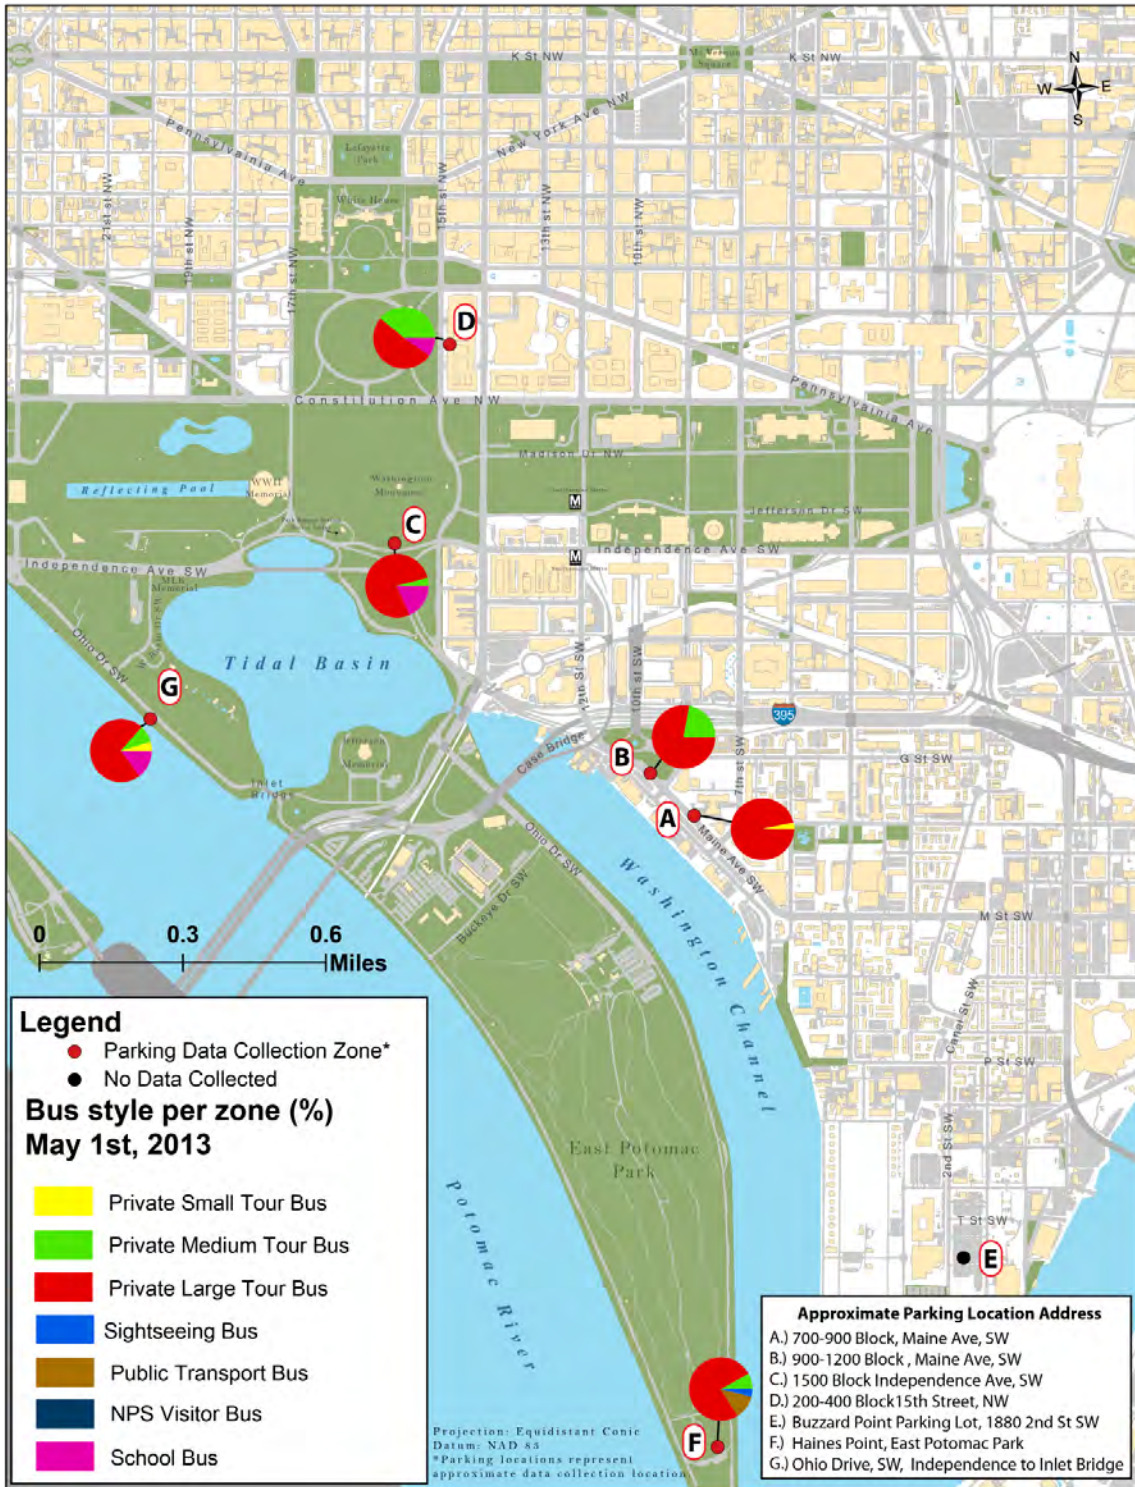 K St NW
McPherson
Square
K St NW
N
W E
S
Pennsylvainia Ave
New York Ave NW
Lafayette
Park
21st st NW
19th st NW
17th st NW
White House
15th st NW
13th st NW
10th st NW
D
Constitution Ave NW
Pennsylvainia Ave
Madison Dr NW
Reflecting Pool
WWII
Memorial
Washington
Monument
M
Jefferson Dr SW
C
Independence Ave SW
Independence Ave SW
M
MLK
Memorial
Ohio Dr SW
Tidal Basin
G
12th St SW
10th st SW
395
Case Bridge
B
7th st SW
G St SW
Jefferson
Memorial
Inlet
Bridge
A
Maine Ave SW
Ohio Dr SW
Buckeye Dr SW
Washington Channel
M St SW
Canal St SW
P St SW
0 0.3 0.6
Miles
Legend
Parking Data Collection Zone*
No Data Collected
Bus style per zone (%)
May 1st, 2013
Private Small Tour Bus
Private Medium Tour Bus
Private Large Tour Bus
Sightseeing Bus
Public Transport Bus
NPS Visitor Bus
School Bus
East Potomac
Park
Potomac River
2nd St SW
T St SW
E
F
Projection: Equidistant Conic
Datum: NAD 83
*Parking locations represent
approximate data collection location
Approximate Parking Location Address
A.) 700-900 Block, Maine Ave, SW
B.) 900-1200 Block , Maine Ave, SW
C.) 1500 Block Independence Ave, SW
D.) 200-400 Block15th Street, NW
E.) Buzzard Point Parking Lot, 1880 2nd St SW
F.) Haines Point, East Potomac Park
G.) Ohio Drive, SW, Independence to Inlet Bridge